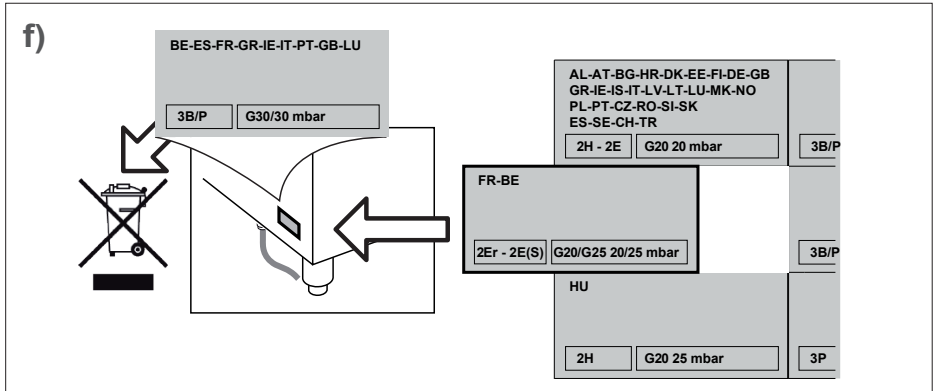 f)
BE-ES-FR-GR-IE-IT-PT-GB-LU
3B/P G30/30 mbar
AL-AT-BG-HR-DK-EE-FI-DE-GB
GR-IE-IS-IT-LV-LT-LU-MK-NO
PL-PT-CZ-RO-SI-SK
ES-SE-CH-TR
2H - 2E G20 20 mbar 3B/P
FR-BE
2Er - 2E(S) G20/G25 20/25 mbar 3B/P
HU
2H G20 25 mbar 3P